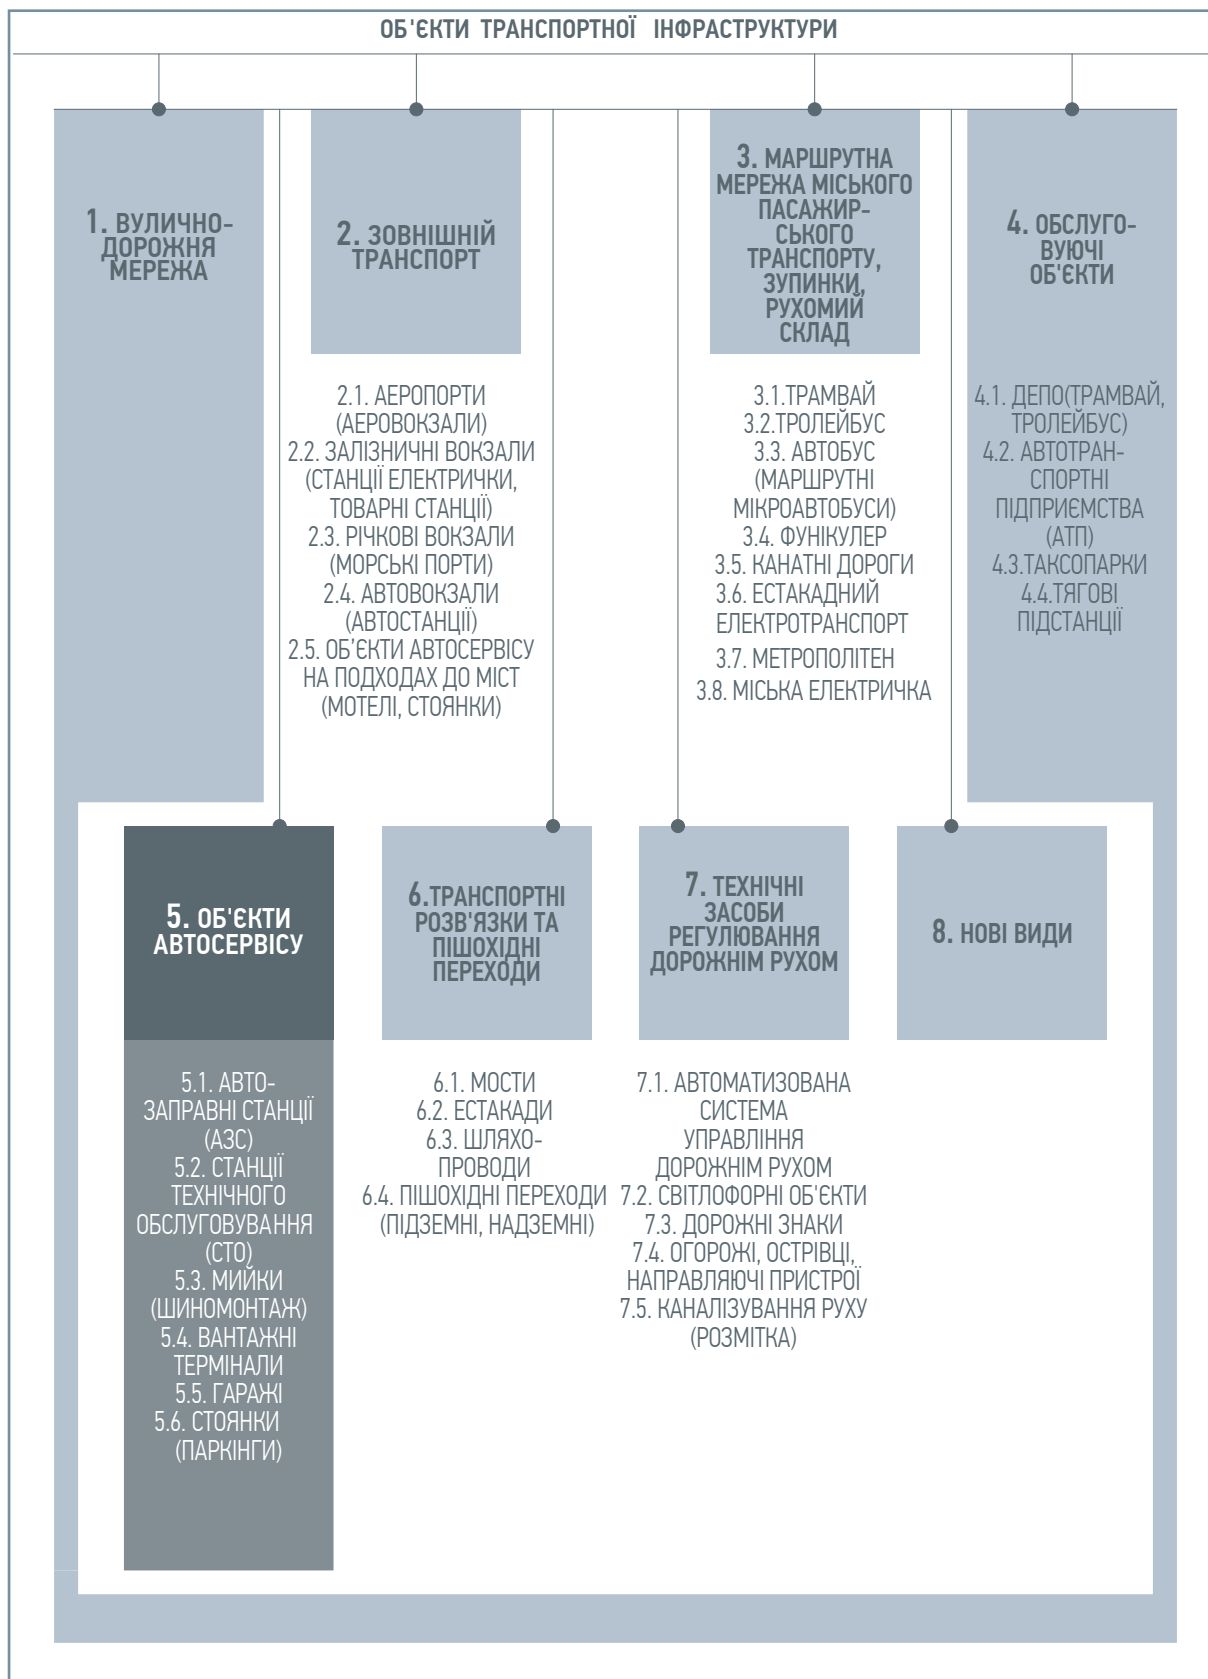 ОБ'ЄКТИ ТРАНСПОРТНОЇ ІНФРАСТРУКТУРИ
1. ВУЛИЧНО-
ДОРОЖНЯ
МЕРЕЖА
2. ЗОВНІШНІЙ
ТРАНСПОРТ
2.1. АЕРОПОРТИ
(АЕРОВОКЗАЛИ)
2.2. ЗАЛІЗНИЧНІ ВОКЗАЛИ
(СТАНЦІЇ ЕЛЕКТРИЧКИ,
ТОВАРНІ СТАНЦІЇ)
2.3. РІЧКОВІ ВОКЗАЛИ
(МОРСЬКІ ПОРТИ)
2.4. АВТОВОКЗАЛИ
(АВТОСТАНЦІЇ)
2.5. ОБ’ЄКТИ АВТОСЕРВІСУ
НА ПОДХОДАХ ДО МІСТ
(МОТЕЛІ, СТОЯНКИ)
3. МАРШРУТНА
МЕРЕЖА МІСЬКОГО
ПАСАЖИР-
СЬКОГО
ТРАНСПОРТУ,
ЗУПИНКИ,
РУХОМИЙ
СКЛАД
3.1.ТРАМВАЙ
3.2.ТРОЛЕЙБУС
3.3. АВТОБУС
(МАРШРУТНІ
МІКРОАВТОБУСИ)
3.4. ФУНІКУЛЕР
3.5. КАНАТНІ ДОРОГИ
3.6. ЕСТАКАДНИЙ
ЕЛЕКТРОТРАНСПОРТ
3.7. МЕТРОПОЛІТЕН
3.8. МІСЬКА ЕЛЕКТРИЧКА
4. ОБСЛУГО-
ВУЮЧІ
ОБ'ЄКТИ
4.1. ДЕПО(ТРАМВАЙ,
ТРОЛЕЙБУС)
4.2. АВТОТРАН-
СПОРТНІ
ПІДПРИЄМСТВА
(АТП)
4.3.ТАКСОПАРКИ
4.4.ТЯГОВІ
ПІДСТАНЦІЇ
5. ОБ'ЄКТИ
АВТОСЕРВІСУ
5.1. АВТО-
ЗАПРАВНІ СТАНЦІЇ
(АЗС)
5.2. СТАНЦІЇ
ТЕХНІЧНОГО
ОБСЛУГОВУВАННЯ
(СТО)
5.3. МИЙКИ
(ШИНОМОНТАЖ)
5.4. ВАНТАЖНІ
ТЕРМІНАЛИ
5.5. ГАРАЖІ
5.6. СТОЯНКИ
(ПАРКІНГИ)
6.ТРАНСПОРТНІ
РОЗВ'ЯЗКИ ТА
ПІШОХІДНІ
ПЕРЕХОДИ
6.1. МОСТИ
6.2. ЕСТАКАДИ
6.3. ШЛЯХО-
ПРОВОДИ
6.4. ПІШОХІДНІ ПЕРЕХОДИ
(ПІДЗЕМНІ, НАДЗЕМНІ)
7. ТЕХНІЧНІ
ЗАСОБИ
РЕГУЛЮВАННЯ
ДОРОЖНІМ РУХОМ
7.1. АВТОМАТИЗОВАНА
СИСТЕМА
УПРАВЛІННЯ
ДОРОЖНІМ РУХОМ
7.2. СВІТЛОФОРНІ ОБ'ЄКТИ
7.3. ДОРОЖНІ ЗНАКИ
7.4. ОГОРОЖІ, ОСТРІВЦІ,
НАПРАВЛЯЮЧІ ПРИСТРОЇ
7.5. КАНАЛІЗУВАННЯ РУХУ
(РОЗМІТКА)
8. НОВІ ВИДИ